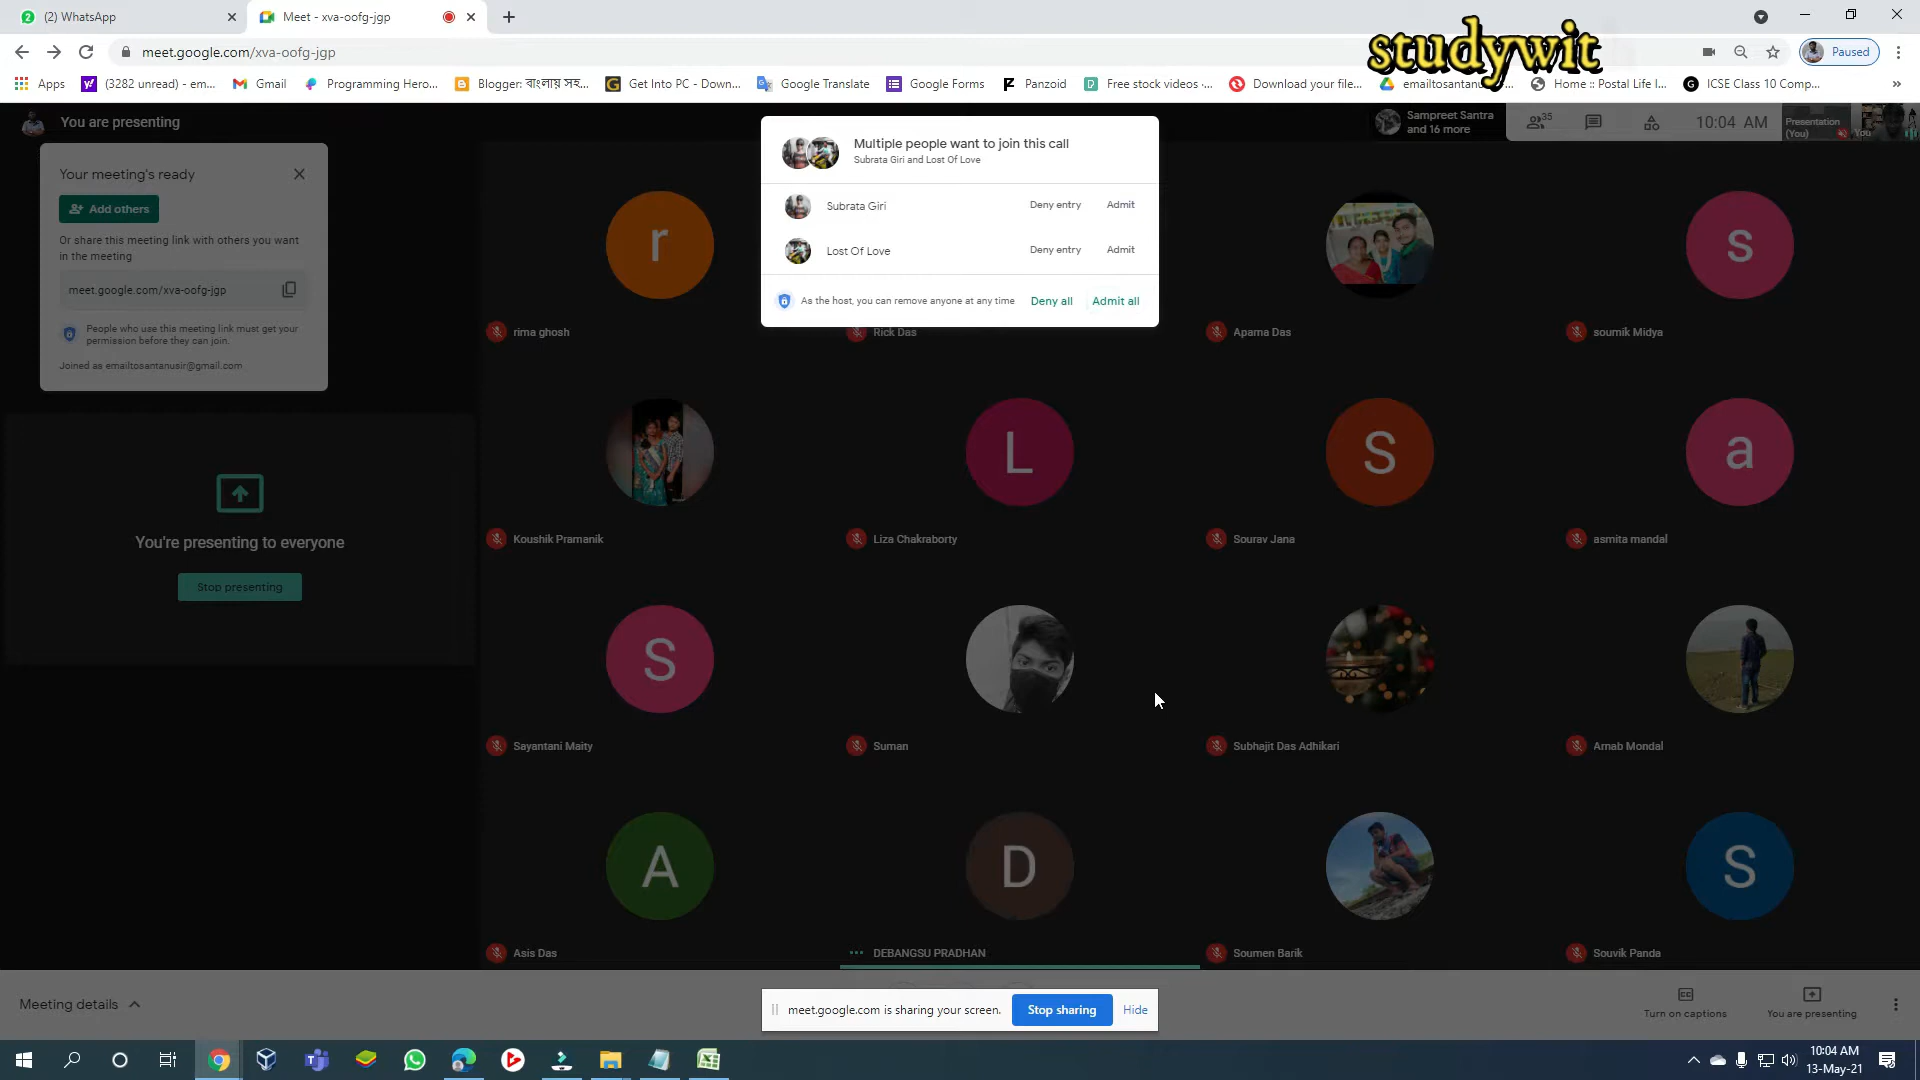 (2) WhatsApp
Meet - xva-oofg-jgp
studywit
meet.google.com/xva-oofg-jgp
Paused
Apps
(3282 unread) - em...
Gmail
Programming Hero...
Blogger: বাংলায় সহ...
Get Into PC - Down...
Google Translate
Google Forms
Panzoid
Free stock videos -...
Download your file...
emailtosantanu...
Home :: Postal Life I...
ICSE Class 10 Comp...
You are presenting
Sampreet Santra
and 16 more
35
10:04 AM
Presentation
(You)
You
Your meeting's ready
Add others
Or share this meeting link with others you want
in the meeting
meet.google.com/xva-oofg-jgp
People who use this meeting link must get your
permission before they can join.
Joined as emailtosantanusir@gmail.com
Multiple people want to join this call
Subrata Giri and Lost Of Love
Subrata Giri
Deny entry
Admit
Lost Of Love
Deny entry
Admit
As the host, you can remove anyone at any time
Deny all
Admit all
You're presenting to everyone
Stop presenting
r
s
rima ghosh
Rick Das
Aparna Das
soumik Midya
L
S
a
Koushik Pramanik
Liza Chakraborty
Sourav Jana
asmita mandal
S
Sayantani Maity
Suman
Subhajit Das Adhikari
Arnab Mondal
A
D
S
Asis Das
DEBANGSU PRADHAN
Soumen Barik
Souvik Panda
Meeting details
meet.google.com is sharing your screen.
Stop sharing
Hide
Turn on captions
You are presenting
10:04 AM
13-May-21